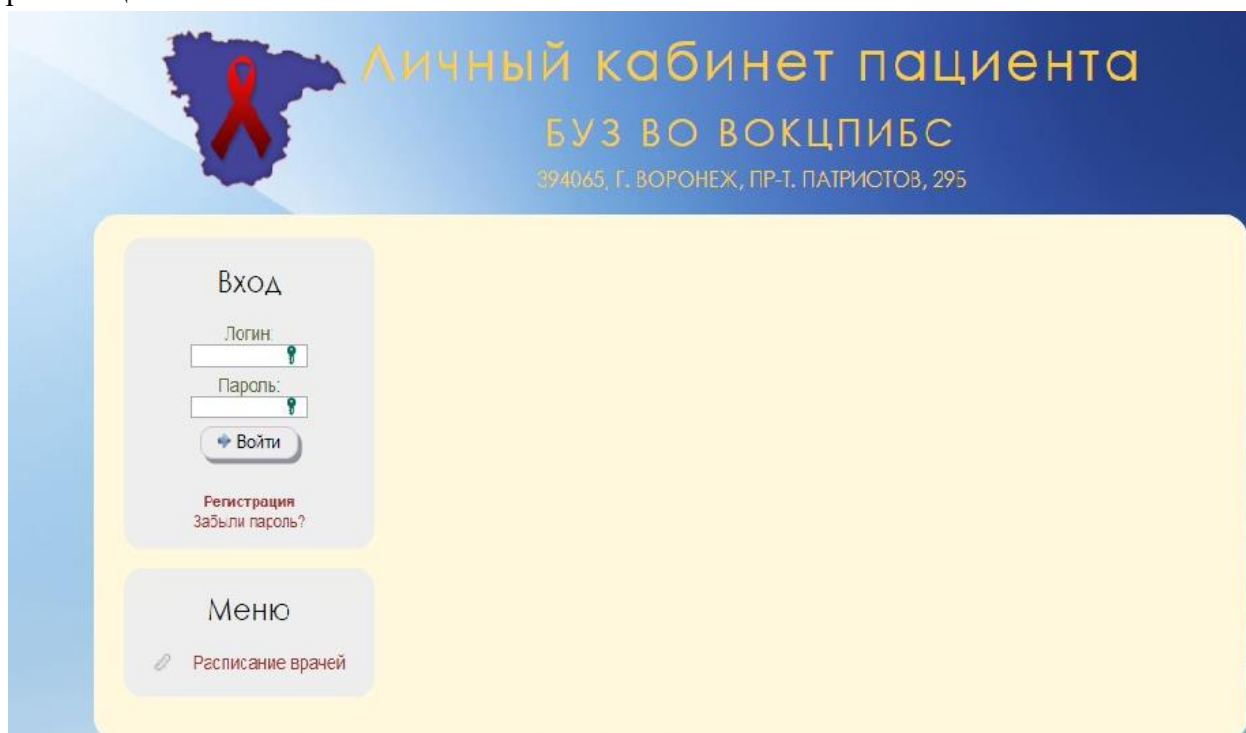 Личный кабинет пациента
БУЗ ВО ВОКЦПИБС
394065, Г. ВОРОНЕЖ, ПР-Т. ПАТРИОТОВ, 29Б
Вход
Логин:
Пароль:
Войти
Регистрация
Забыли пароль?
Меню
Расписание врачей